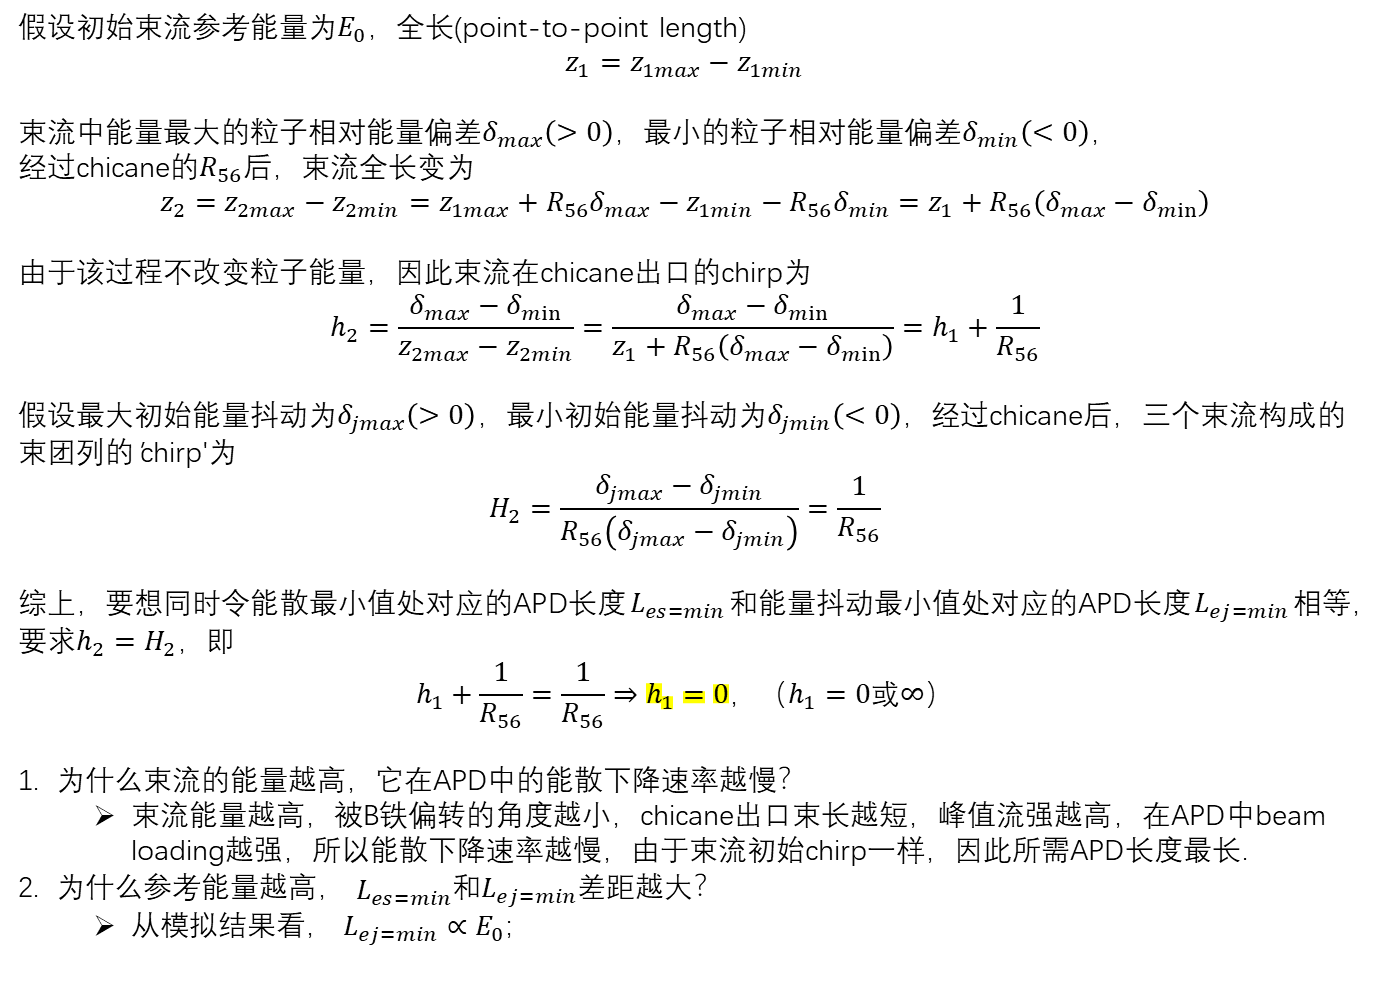 假设初始束流参考能量为E₀，全长(point-to-point length)
z₁ = z₁ₘₐₓ − z₁ₘᵢₙ
束流中能量最大的粒子相对能量偏差δₘₐₓ(> 0)，最小的粒子相对能量偏差δₘᵢₙ(< 0)，
经过chicane的R₅₆后，束流全长变为
z₂ = z₂ₘₐₓ − z₂ₘᵢₙ = z₁ₘₐₓ + R₅₆δₘₐₓ − z₁ₘᵢₙ − R₅₆δₘᵢₙ = z₁ + R₅₆(δₘₐₓ − δₘᵢₙ)
由于该过程不改变粒子能量，因此束流在chicane出口的chirp为
h₂ = (δₘₐₓ − δₘᵢₙ)/(z₂ₘₐₓ − z₂ₘᵢₙ) = (δₘₐₓ − δₘᵢₙ)/(z₁ + R₅₆(δₘₐₓ − δₘᵢₙ)) = h₁ + 1/R₅₆
假设最大初始能量抖动为δⱼₘₐₓ(> 0)，最小初始能量抖动为δⱼₘᵢₙ(< 0)，经过chicane后，三个束流构成的
束团列的'chirp'为
H₂ = (δⱼₘₐₓ − δⱼₘᵢₙ)/(R₅₆(δⱼₘₐₓ − δⱼₘᵢₙ)) = 1/R₅₆
综上，要想同时令能散最小值处对应的APD长度L_{es=min}和能量抖动最小值处对应的APD长度L_{ej=min}相等，
要求h₂ = H₂，即
h₁ + 1/R₅₆ = 1/R₅₆ ⇒ h₁ = 0，（h₁ = 0或∞）
1. 为什么束流的能量越高，它在APD中的能散下降速率越慢？
➢ 束流能量越高，被B铁偏转的角度越小，chicane出口束长越短，峰值流强越高，在APD中beam
loading越强，所以能散下降速率越慢，由于束流初始chirp一样，因此所需APD长度最长.
2. 为什么参考能量越高，L_{es=min}和L_{ej=min}差距越大？
➢ 从模拟结果看，L_{ej=min} ∝ E₀;